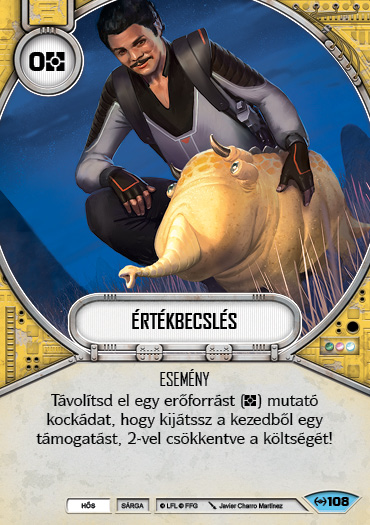 0
ÉRTÉKBECSLÉS
ESEMÉNY
Távolítsd el egy erőforrást () mutató
kockádat, hogy kijátssz a kezedből egy
támogatást, 2-vel csökkentve a költségét!
HŐS SÁRGA © LFL © FFG Javier Charro Martínez 108